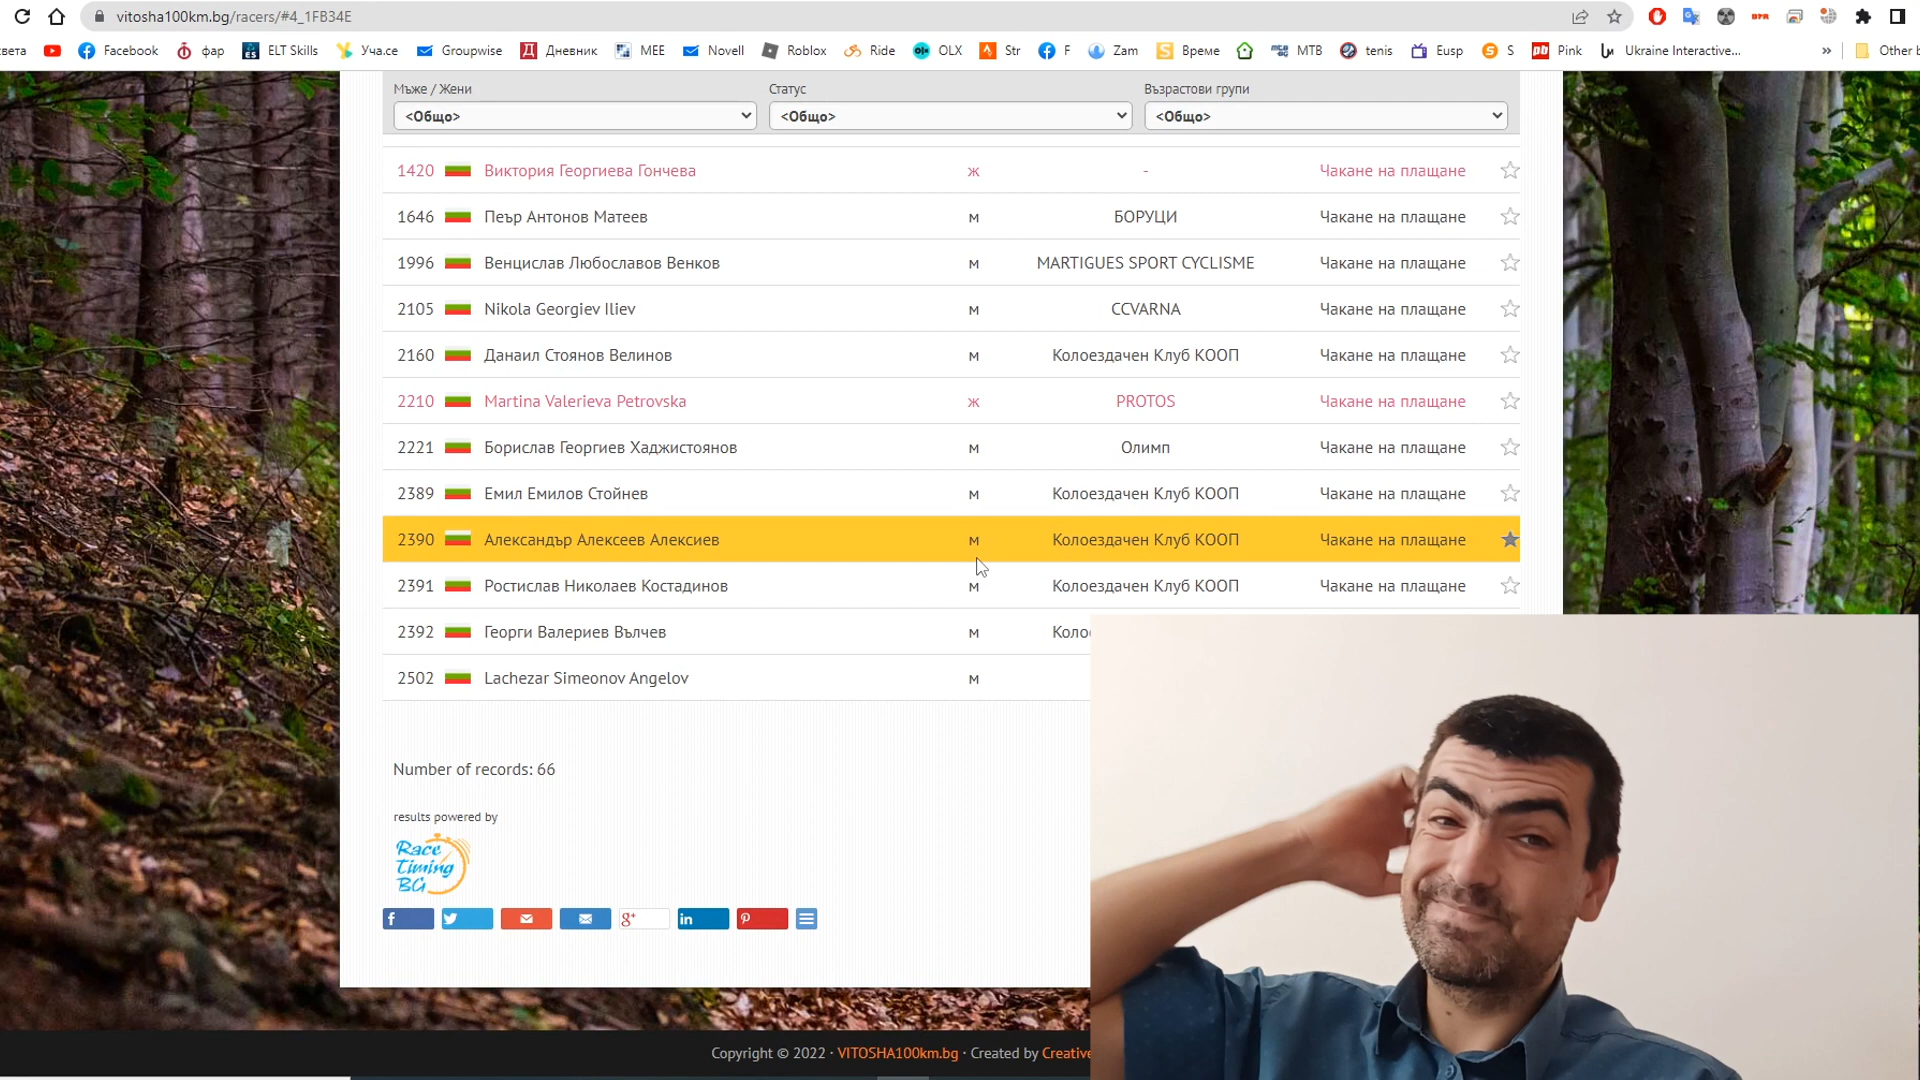 vitosha100km.bg/racers/#4_1FB34E
света Facebook фар ELT Skills Уча.се Groupwise Дневник MEE Novell Roblox Ride OLX Str F Zam Време MTB tenis Eusp S Pink Ukraine Interactive... » Other b
Мъже / Жени Статус Възрастови групи
<Общо> <Общо> <Общо>
1420 Виктория Георгиева Гончева ж - Чакане на плащане
1646 Пеър Антонов Матеев м БОРУЦИ Чакане на плащане
1996 Венцислав Любославов Венков м MARTIGUES SPORT CYCLISME Чакане на плащане
2105 Nikola Georgiev Iliev м CCVARNA Чакане на плащане
2160 Данаил Стоянов Велинов м Колоездачен Клуб КООП Чакане на плащане
2210 Martina Valerieva Petrovska ж PROTOS Чакане на плащане
2221 Борислав Георгиев Хаджистоянов м Олимп Чакане на плащане
2389 Емил Емилов Стойнев м Колоездачен Клуб КООП Чакане на плащане
2390 Александър Алексеев Алексиев м Колоездачен Клуб КООП Чакане на плащане
2391 Ростислав Николаев Костадинов м Колоездачен Клуб КООП Чакане на плащане
2392 Георги Валериев Вълчев м Коло
2502 Lachezar Simeonov Angelov м
Number of records: 66
results powered by
Race
Timing
BG
Copyright © 2022 · VITOSHA100km.bg · Created by Creative